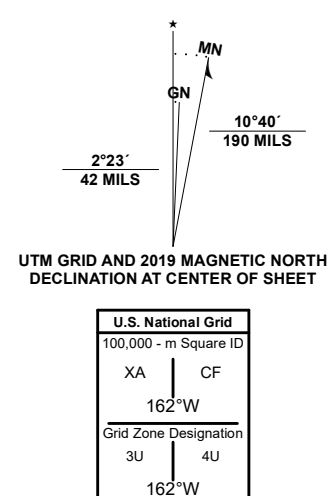 ★
MN
GN
10°40´
190 MILS
2°23´
42 MILS
UTM GRID AND 2019 MAGNETIC NORTH
DECLINATION AT CENTER OF SHEET
U.S. National Grid
100,000 - m Square ID
XA CF
162°W
Grid Zone Designation
3U 4U
162°W